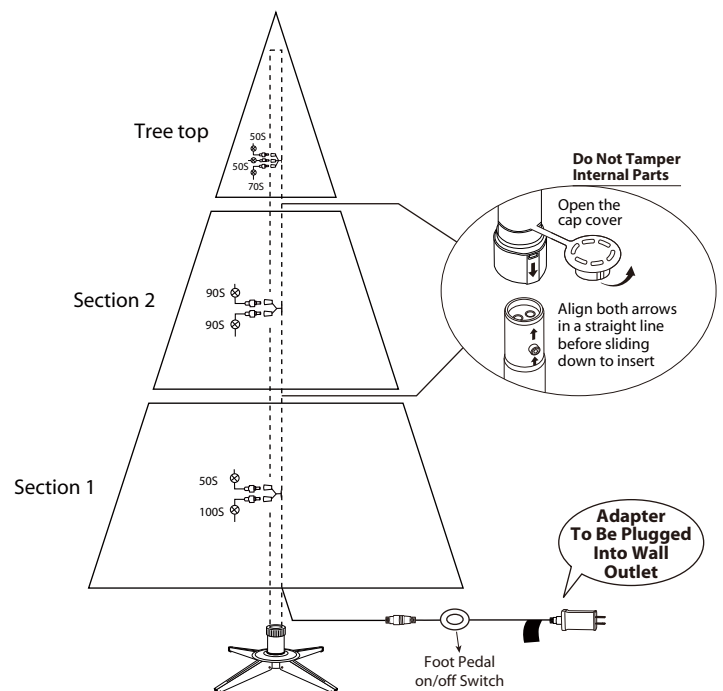 Tree top
50S
50S
70S
Do Not Tamper
Internal Parts
Open the
cap cover
Align both arrows
in a straight line
before sliding
down to insert
Section 2
90S
90S
Section 1
50S
100S
Adapter
To Be Plugged
Into Wall
Outlet
Foot Pedal
on/off Switch